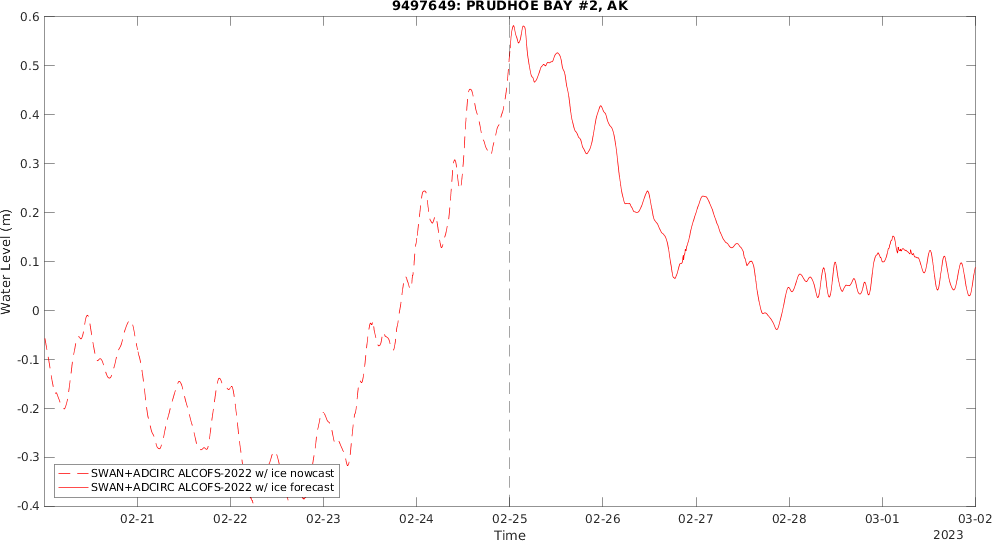 9497649: PRUDHOE BAY #2, AK
0.6
0.5
0.4
0.3
0.2
0.1
0
-0.1
-0.2
-0.3
-0.4
Water Level (m)
SWAN+ADCIRC ALCOFS-2022 w/ ice nowcast
SWAN+ADCIRC ALCOFS-2022 w/ ice forecast
02-21 02-22 02-23 02-24 02-25 02-26 02-27 02-28 03-01 03-02
Time
2023